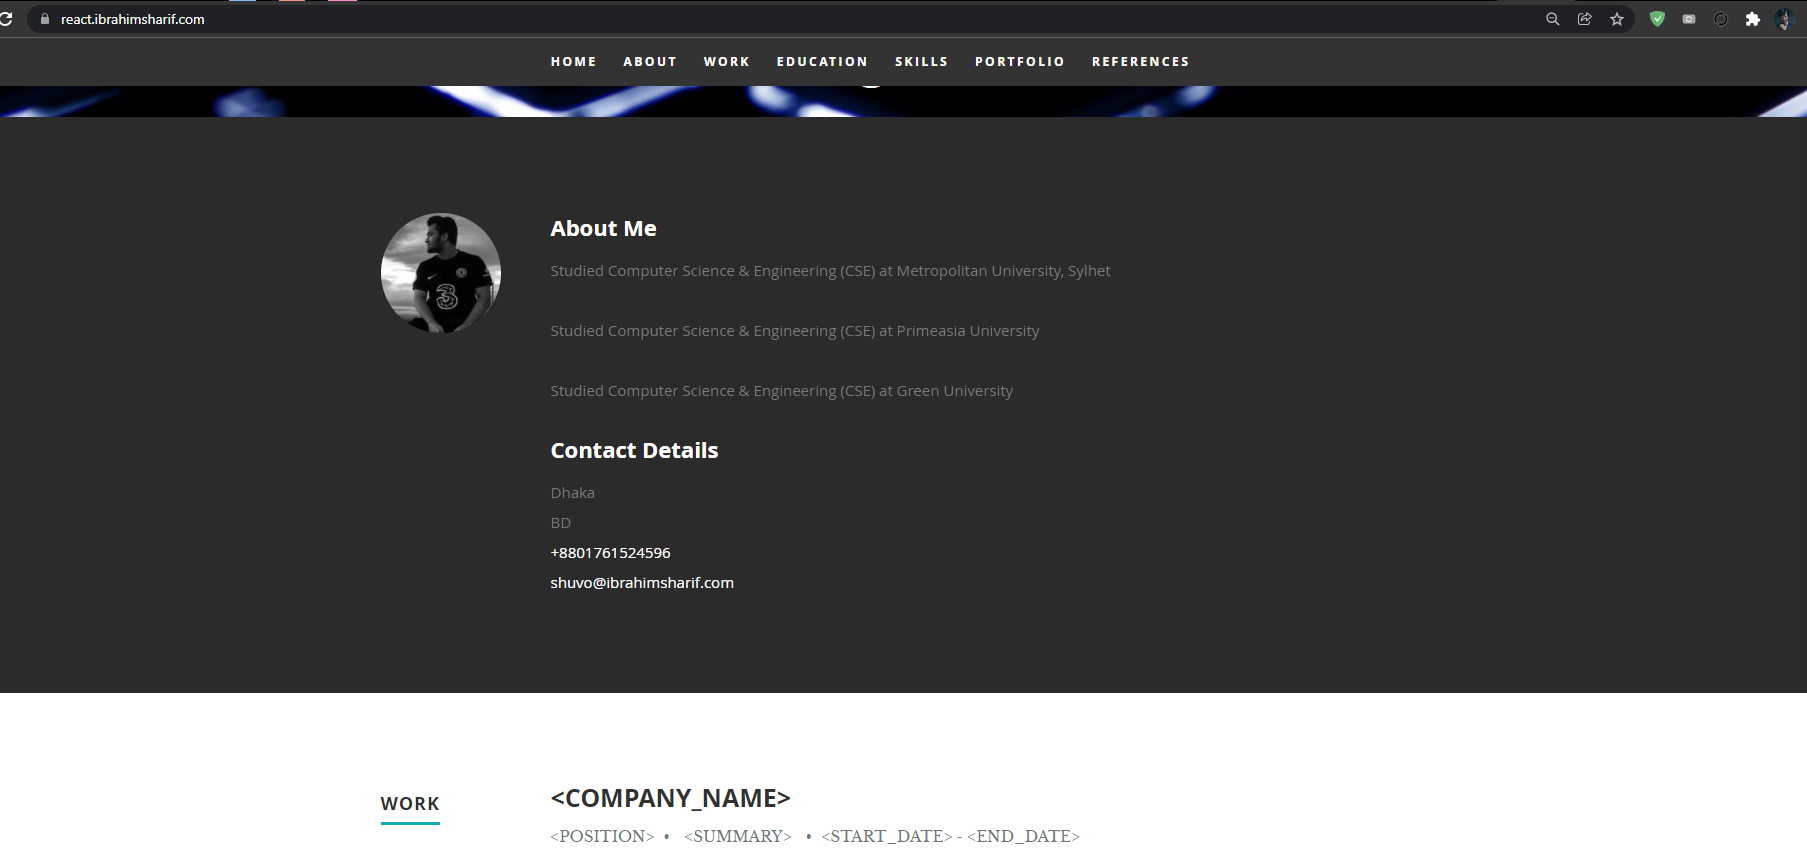 react.ibrahimsharif.com
HOME ABOUT WORK EDUCATION SKILLS PORTFOLIO REFERENCES
3
About Me
Studied Computer Science & Engineering (CSE) at Metropolitan University, Sylhet
Studied Computer Science & Engineering (CSE) at Primeasia University
Studied Computer Science & Engineering (CSE) at Green University
Contact Details
Dhaka
BD
+8801761524596
shuvo@ibrahimsharif.com
WORK
<COMPANY_NAME>
<POSITION> • <SUMMARY> • <START_DATE> - <END_DATE>